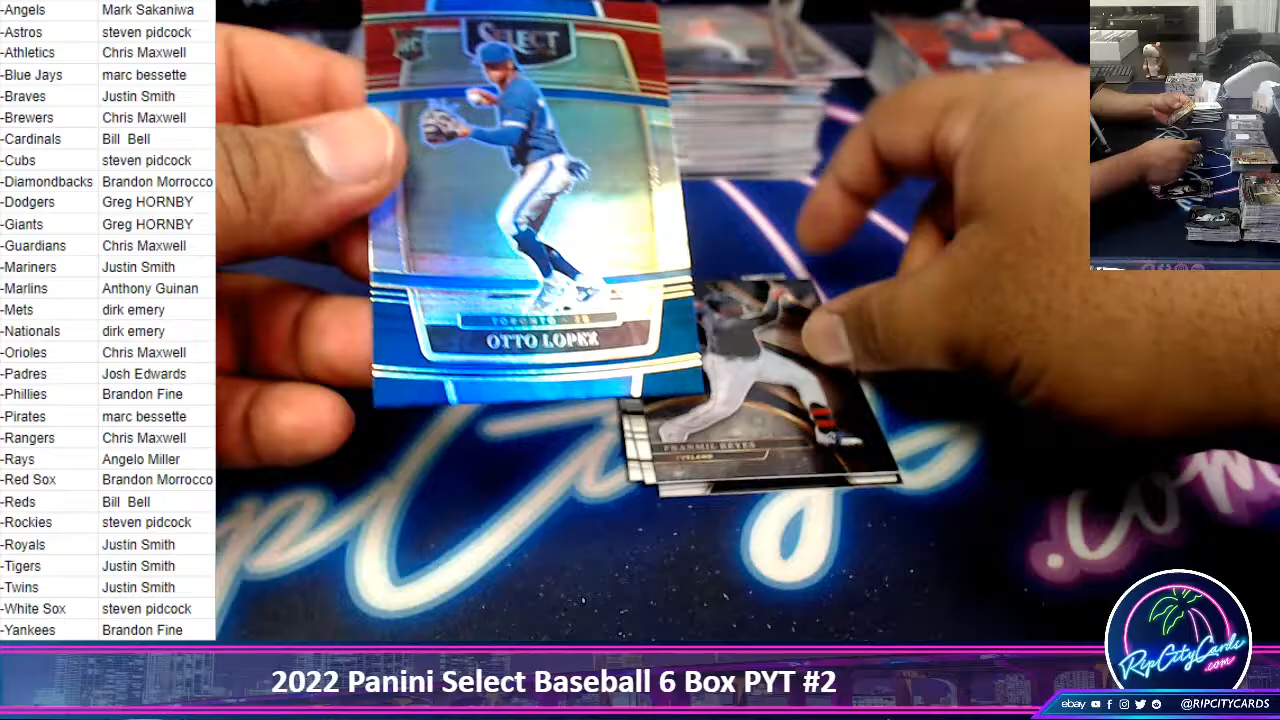 -Angels Mark Sakaniwa
-Astros steven pidcock
-Athletics Chris Maxwell
-Blue Jays marc bessette
-Braves Justin Smith
-Brewers Chris Maxwell
-Cardinals Bill Bell
-Cubs steven pidcock
-Diamondbacks Brandon Morrocco
-Dodgers Greg HORNBY
-Giants Greg HORNBY
-Guardians Chris Maxwell
-Mariners Justin Smith
-Marlins Anthony Guinan
-Mets dirk emery
-Nationals dirk emery
-Orioles Chris Maxwell
-Padres Josh Edwards
-Phillies Brandon Fine
-Pirates marc bessette
-Rangers Chris Maxwell
-Rays Angelo Miller
-Red Sox Brandon Morrocco
-Reds Bill Bell
-Rockies steven pidcock
-Royals Justin Smith
-Tigers Justin Smith
-Twins Justin Smith
-White Sox steven pidcock
-Yankees Brandon Fine
RC
SELECT
TORONTO - 2B
OTTO LOPEZ
FRANMIL REYES
.com
RipCityCards
.com
2022 Panini Select Baseball 6 Box PYT #2
ebay @RIPCITYCARDS